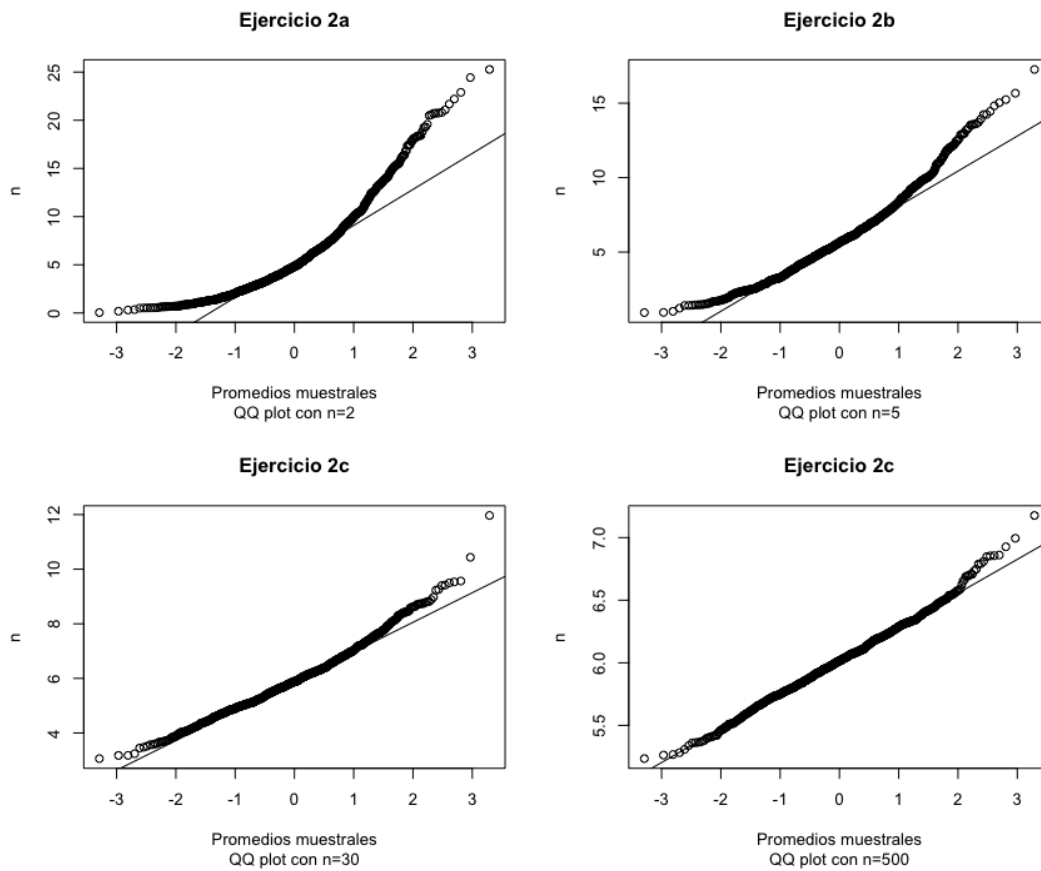 Ejercicio 2a
25
20
15
10
5
0
n
-3 -2 -1 0 1 2 3
Promedios muestrales
QQ plot con n=2
Ejercicio 2b
15
10
5
n
-3 -2 -1 0 1 2 3
Promedios muestrales
QQ plot con n=5
Ejercicio 2c
12
10
8
6
4
n
-3 -2 -1 0 1 2 3
Promedios muestrales
QQ plot con n=30
Ejercicio 2c
7.0
6.5
6.0
5.5
n
-3 -2 -1 0 1 2 3
Promedios muestrales
QQ plot con n=500